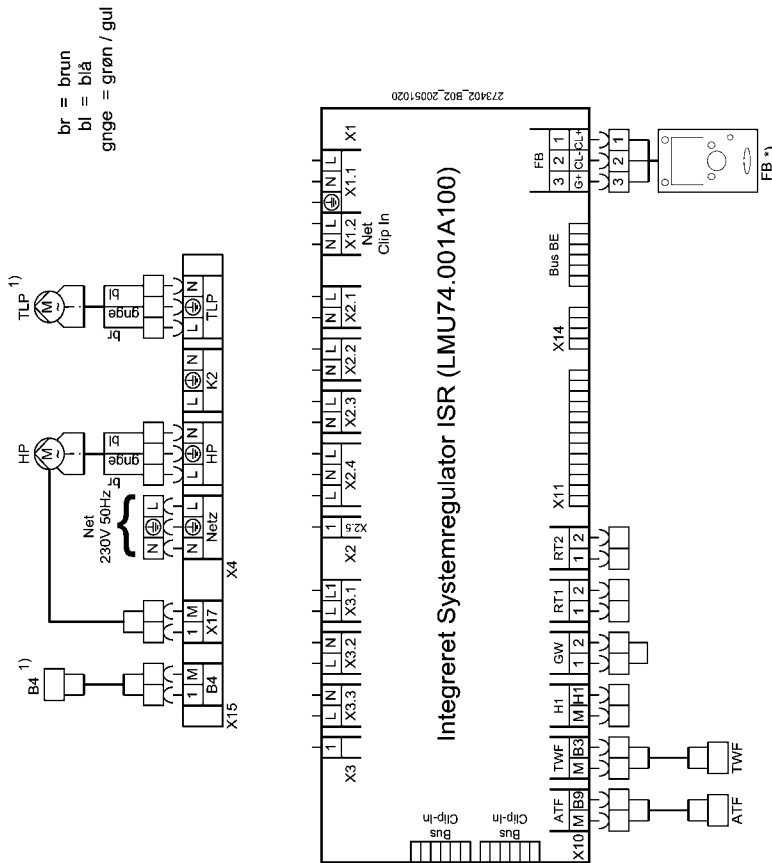 br = brun
bl = blå
gnge = grøn / gul
TLP 1)
M
~
bl
gnge
br
HP
M
~
bl
gnge
br
Net
230V 50Hz
B4 1)
L N
TLP
L N
K2
L N
HP
N L
Netz
X4
1 M
X17
1 M
B4
X15
273402_B02_20051020
X1
N L
X1.1
N L
X1.2
Net
Clip In
N L
X2.1
N L
X2.2
N L
X2.3
L N L
X2.4
1
X2.5
X2
L L1
X3.1
L N
X3.2
L N
X3.3
1
X3
Integreret Systemregulator ISR (LMU74.001A100)
Bus
Clip-In
Bus
Clip-In
X10
ATF
M B9
TWF
M B3
H1
M H1
GW
1 2
RT1
1 2
RT2
1 2
X11
X14
Bus BE
FB
3 2 1
G+ CL- CL+
3 2 1
ATF
TWF
FB *)